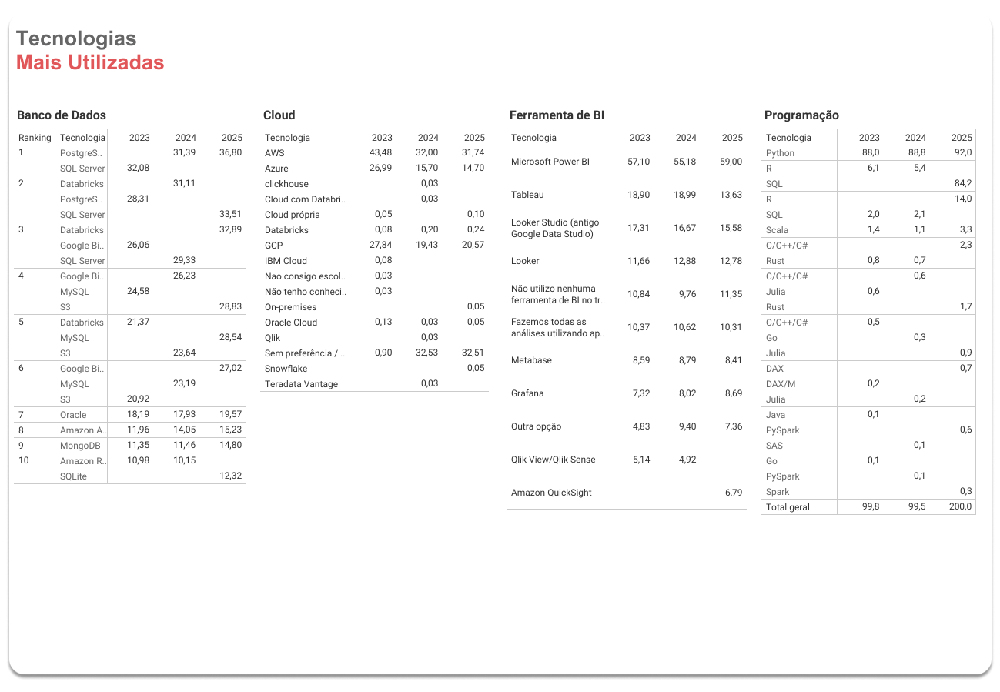 Tecnologias
Mais Utilizadas
Banco de Dados
Ranking Tecnologia 2023 2024 2025
1 PostgreS.. 31,39 36,80
SQL Server 32,08
2 Databricks 31,11
PostgreS.. 28,31
SQL Server 33,51
3 Databricks 32,89
Google Bi.. 26,06
SQL Server 29,33
4 Google Bi.. 26,23
MySQL 24,58
S3 28,83
5 Databricks 21,37
MySQL 28,54
S3 23,64
6 Google Bi.. 27,02
MySQL 23,19
S3 20,92
7 Oracle 18,19 17,93 19,57
8 Amazon A.. 11,96 14,05 15,23
9 MongoDB 11,35 11,46 14,80
10 Amazon R.. 10,98 10,15
SQLite 12,32
Cloud
Tecnologia 2023 2024 2025
AWS 43,48 32,00 31,74
Azure 26,99 15,70 14,70
clickhouse 0,03
Cloud com Databri.. 0,03
Cloud própria 0,05 0,10
Databricks 0,08 0,20 0,24
GCP 27,84 19,43 20,57
IBM Cloud 0,08
Nao consigo escol.. 0,03
Não tenho conheci.. 0,03
On-premises 0,05
Oracle Cloud 0,13 0,03 0,05
Qlik 0,03
Sem preferência / .. 0,90 32,53 32,51
Snowflake 0,05
Teradata Vantage 0,03
Ferramenta de BI
Tecnologia 2023 2024 2025
Microsoft Power BI 57,10 55,18 59,00
Tableau 18,90 18,99 13,63
Looker Studio (antigo
Google Data Studio) 17,31 16,67 15,58
Looker 11,66 12,88 12,78
Não utilizo nenhuma
ferramenta de BI no tr.. 10,84 9,76 11,35
Fazemos todas as
análises utilizando ap.. 10,37 10,62 10,31
Metabase 8,59 8,79 8,41
Grafana 7,32 8,02 8,69
Outra opção 4,83 9,40 7,36
Qlik View/Qlik Sense 5,14 4,92
Amazon QuickSight 6,79
Programação
Tecnologia 2023 2024 2025
Python 88,0 88,8 92,0
R 6,1 5,4
SQL 84,2
R 14,0
SQL 2,0 2,1
Scala 1,4 1,1 3,3
C/C++/C# 2,3
Rust 0,8 0,7
C/C++/C# 0,6
Julia 0,6
Rust 1,7
C/C++/C# 0,5
Go 0,3
Julia 0,9
DAX 0,7
DAX/M 0,2
Julia 0,2
Java 0,1
PySpark 0,6
SAS 0,1
Go 0,1
PySpark 0,1
Spark 0,3
Total geral 99,8 99,5 200,0